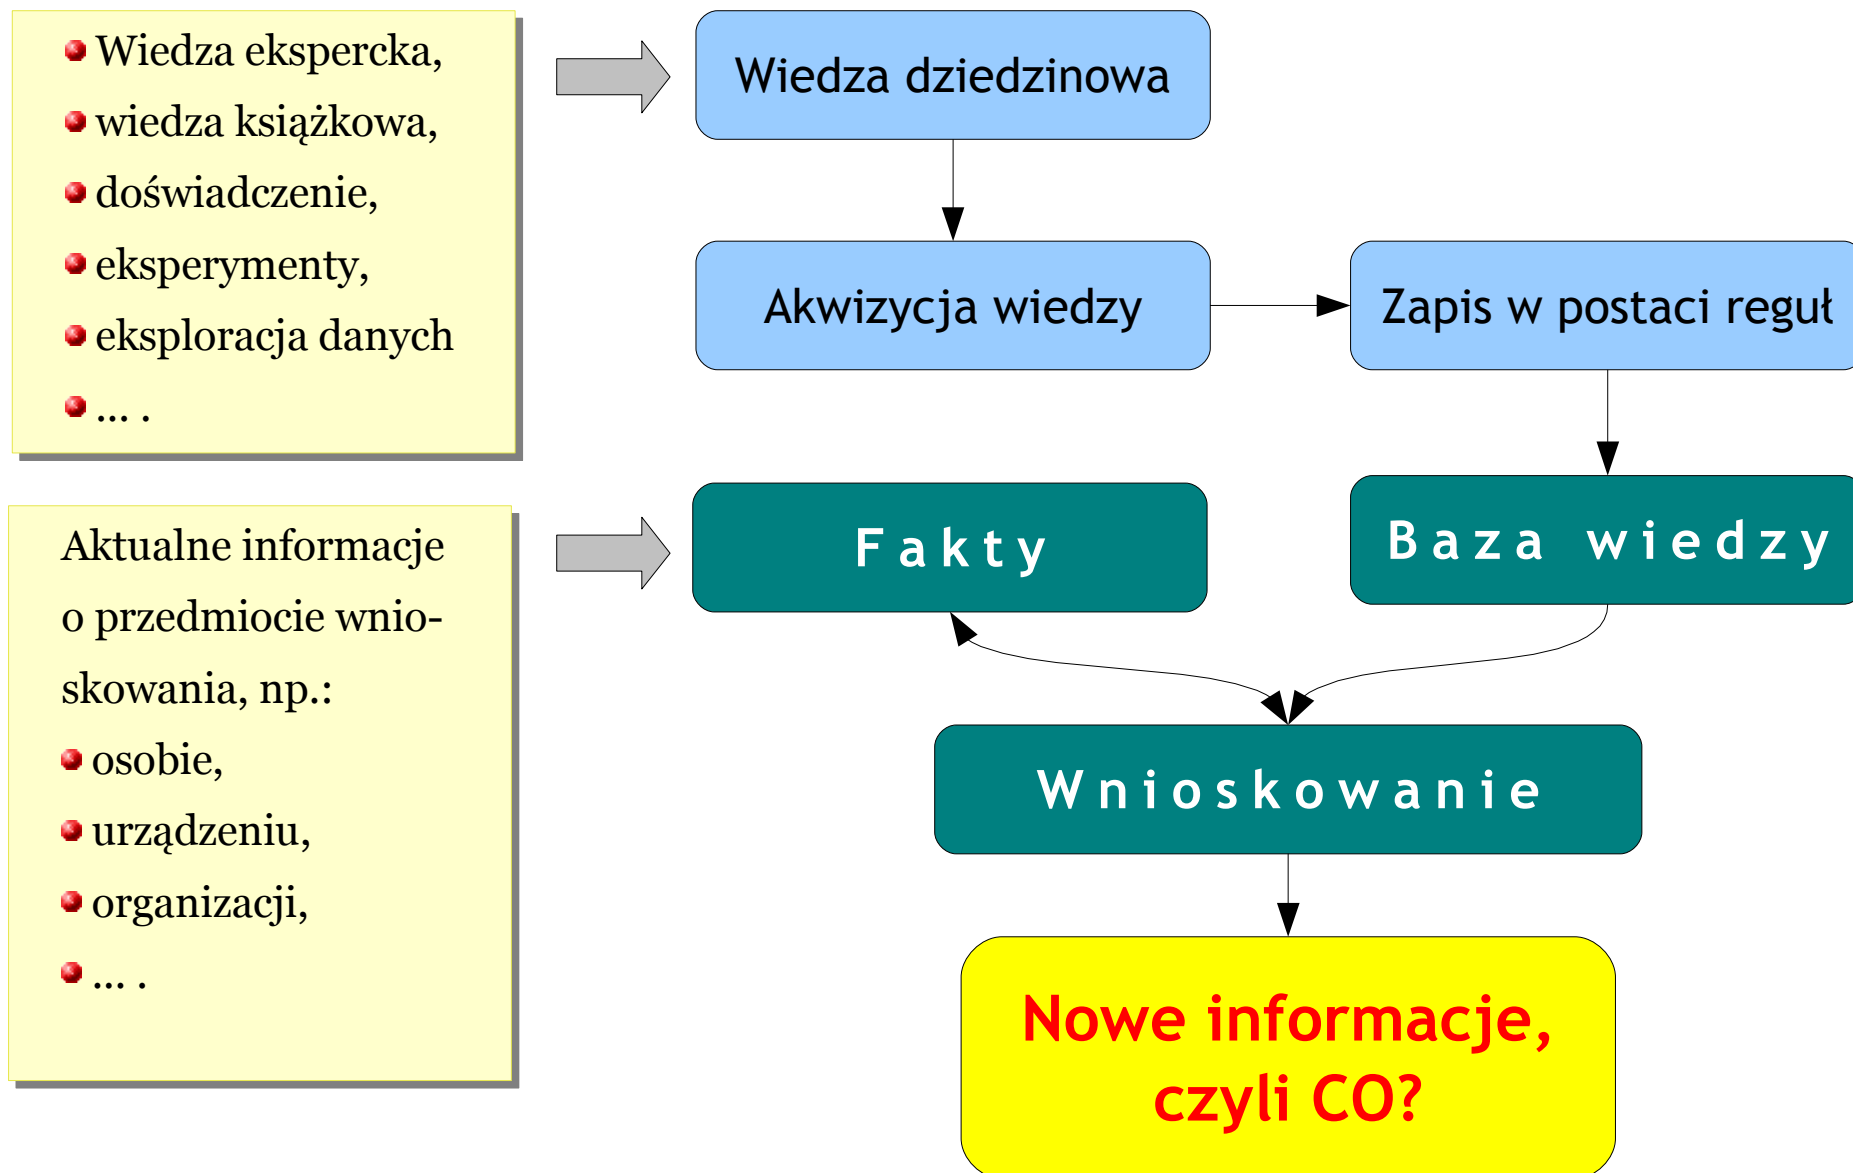 Wiedza ekspercka,
wiedza książkowa,
doświadczenie,
eksperymenty,
eksploracja danych
... .
Wiedza dziedzinowa
Akwizycja wiedzy
Zapis w postaci reguł
Aktualne informacje
o przedmiocie wnio-
skowania, np.:
osobie,
urządzeniu,
organizacji,
... .
Fakty
Baza wiedzy
Wnioskowanie
Nowe informacje,
czyli CO?